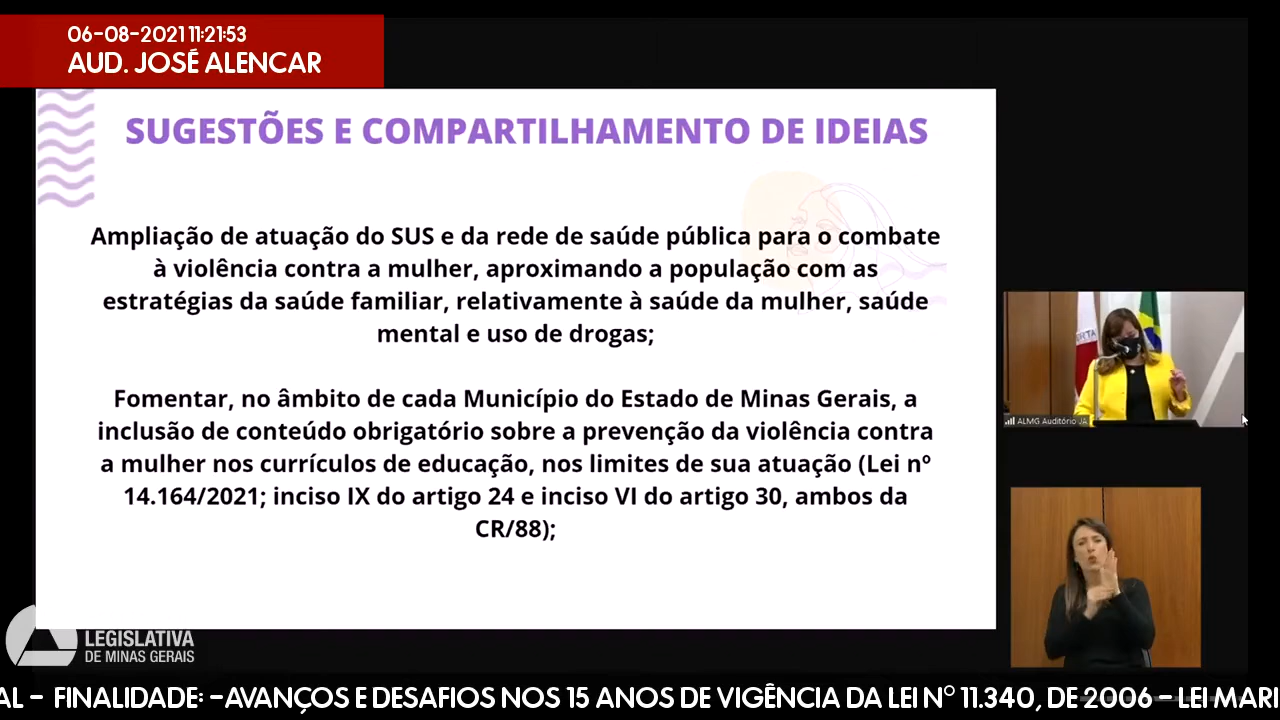 06-08-2021 11:21:53
AUD. JOSÉ ALENCAR
SUGESTÕES E COMPARTILHAMENTO DE IDEIAS
Ampliação de atuação do SUS e da rede de saúde pública para o combate
à violência contra a mulher, aproximando a população com as
estratégias da saúde familiar, relativamente à saúde da mulher, saúde
mental e uso de drogas;
Fomentar, no âmbito de cada Município do Estado de Minas Gerais, a
inclusão de conteúdo obrigatório sobre a prevenção da violência contra
a mulher nos currículos de educação, nos limites de sua atuação (Lei nº
14.164/2021; inciso IX do artigo 24 e inciso VI do artigo 30, ambos da
CR/88);
ALMG Auditório JA
LEGISLATIVA
DE MINAS GERAIS
AL - FINALIDADE: -AVANÇOS E DESAFIOS NOS 15 ANOS DE VIGÊNCIA DA LEI Nº 11.340, DE 2006 - LEI MARI